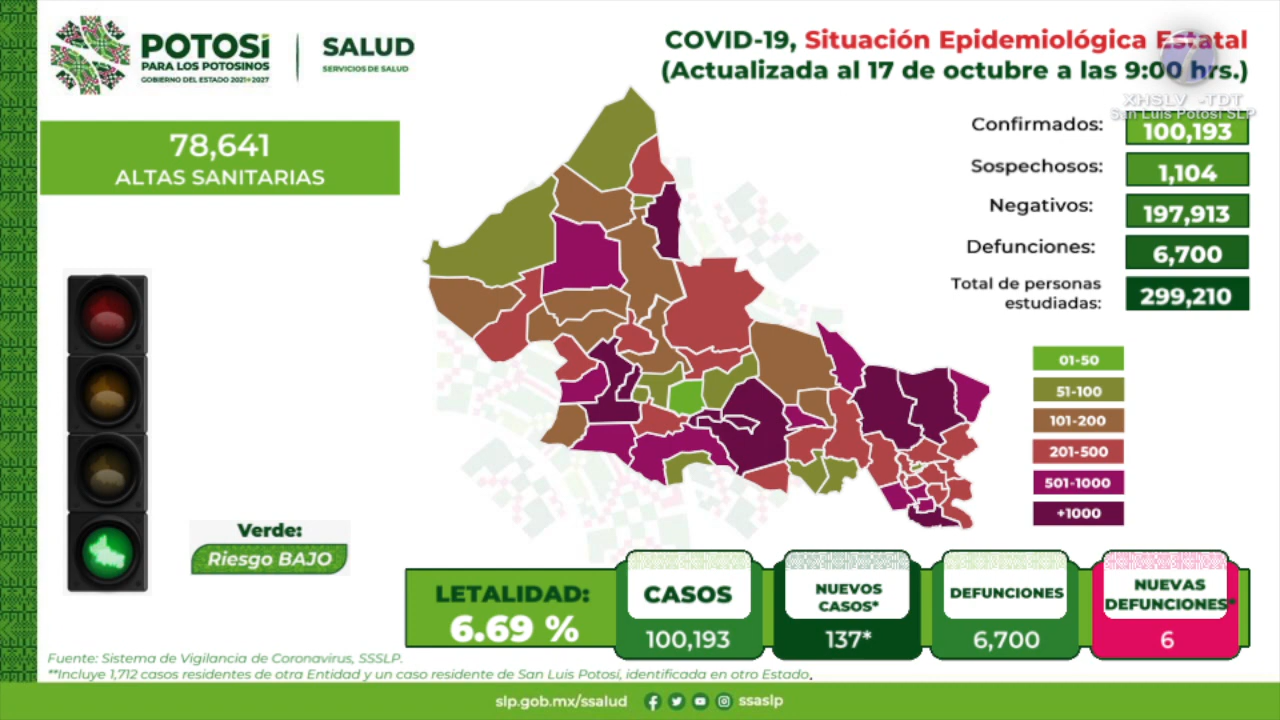 POTOSÍ
PARA LOS POTOSINOS
GOBIERNO DEL ESTADO 2021•2027
SALUD
SERVICIOS DE SALUD
COVID-19, Situación Epidemiológica Estatal
(Actualizada al 17 de octubre a las 9:00 hrs.)
XHSLV -TDT
San Luis Potosí SLP
78,641
ALTAS SANITARIAS
Confirmados: 100,193
Sospechosos: 1,104
Negativos: 197,913
Defunciones: 6,700
Total de personas
estudiadas: 299,210
01-50
51-100
101-200
201-500
501-1000
+1000
Verde:
Riesgo BAJO
LETALIDAD:
6.69 %
CASOS
100,193
NUEVOS
CASOS*
137*
DEFUNCIONES
6,700
NUEVAS
DEFUNCIONES*
6
Fuente: Sistema de Vigilancia de Coronavirus, SSSLP.
**Incluye 1,712 casos residentes de otra Entidad y un caso residente de San Luis Potosí, identificada en otro Estado.
slp.gob.mx/ssalud ssaslp